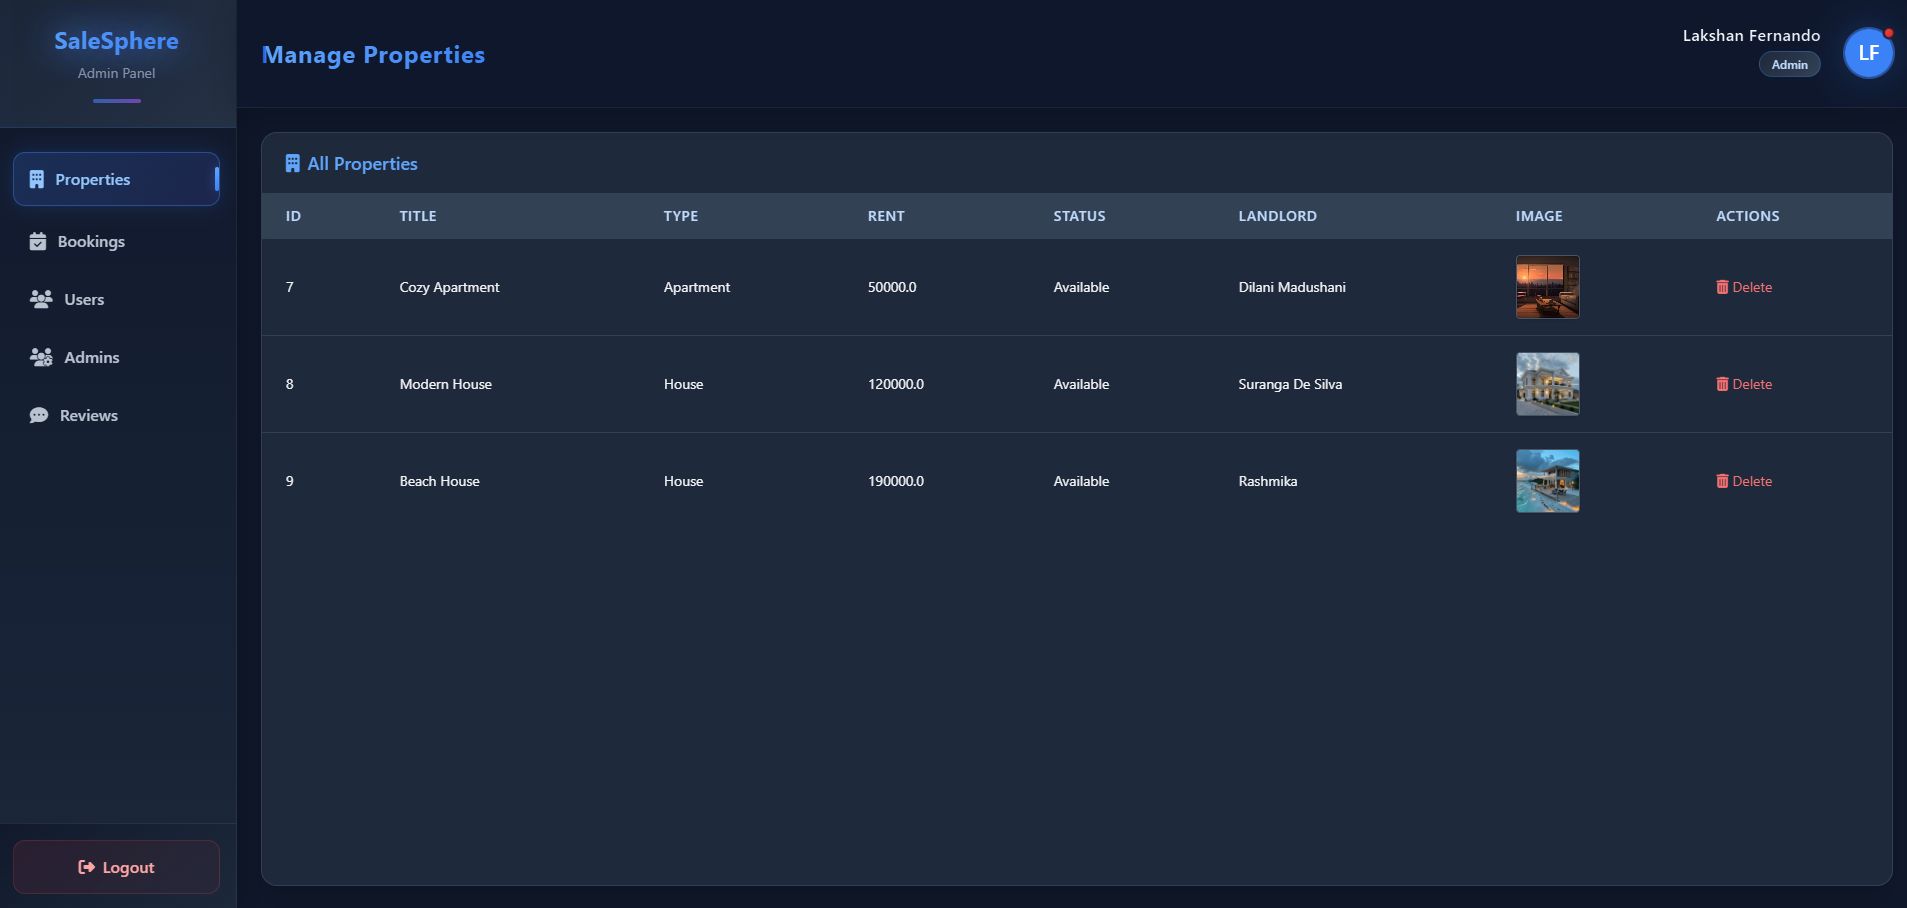 SaleSphere
Admin Panel
Properties
Bookings
Users
Admins
Reviews
Logout
Manage Properties
Lakshan Fernando
Admin
LF
All Properties
ID TITLE TYPE RENT STATUS LANDLORD IMAGE ACTIONS
7 Cozy Apartment Apartment 50000.0 Available Dilani Madushani Delete
8 Modern House House 120000.0 Available Suranga De Silva Delete
9 Beach House House 190000.0 Available Rashmika Delete